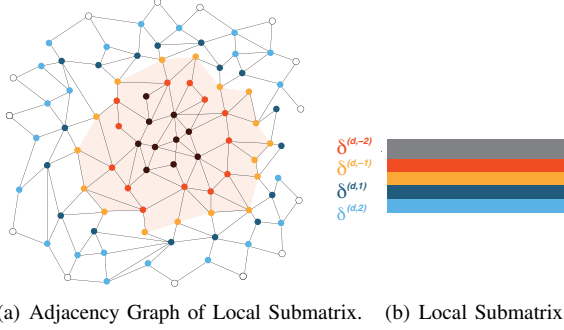 δ(d,−2)
δ(d,−1)
δ(d,1)
δ(d,2)
(a) Adjacency Graph of Local Submatrix. (b) Local Submatrix